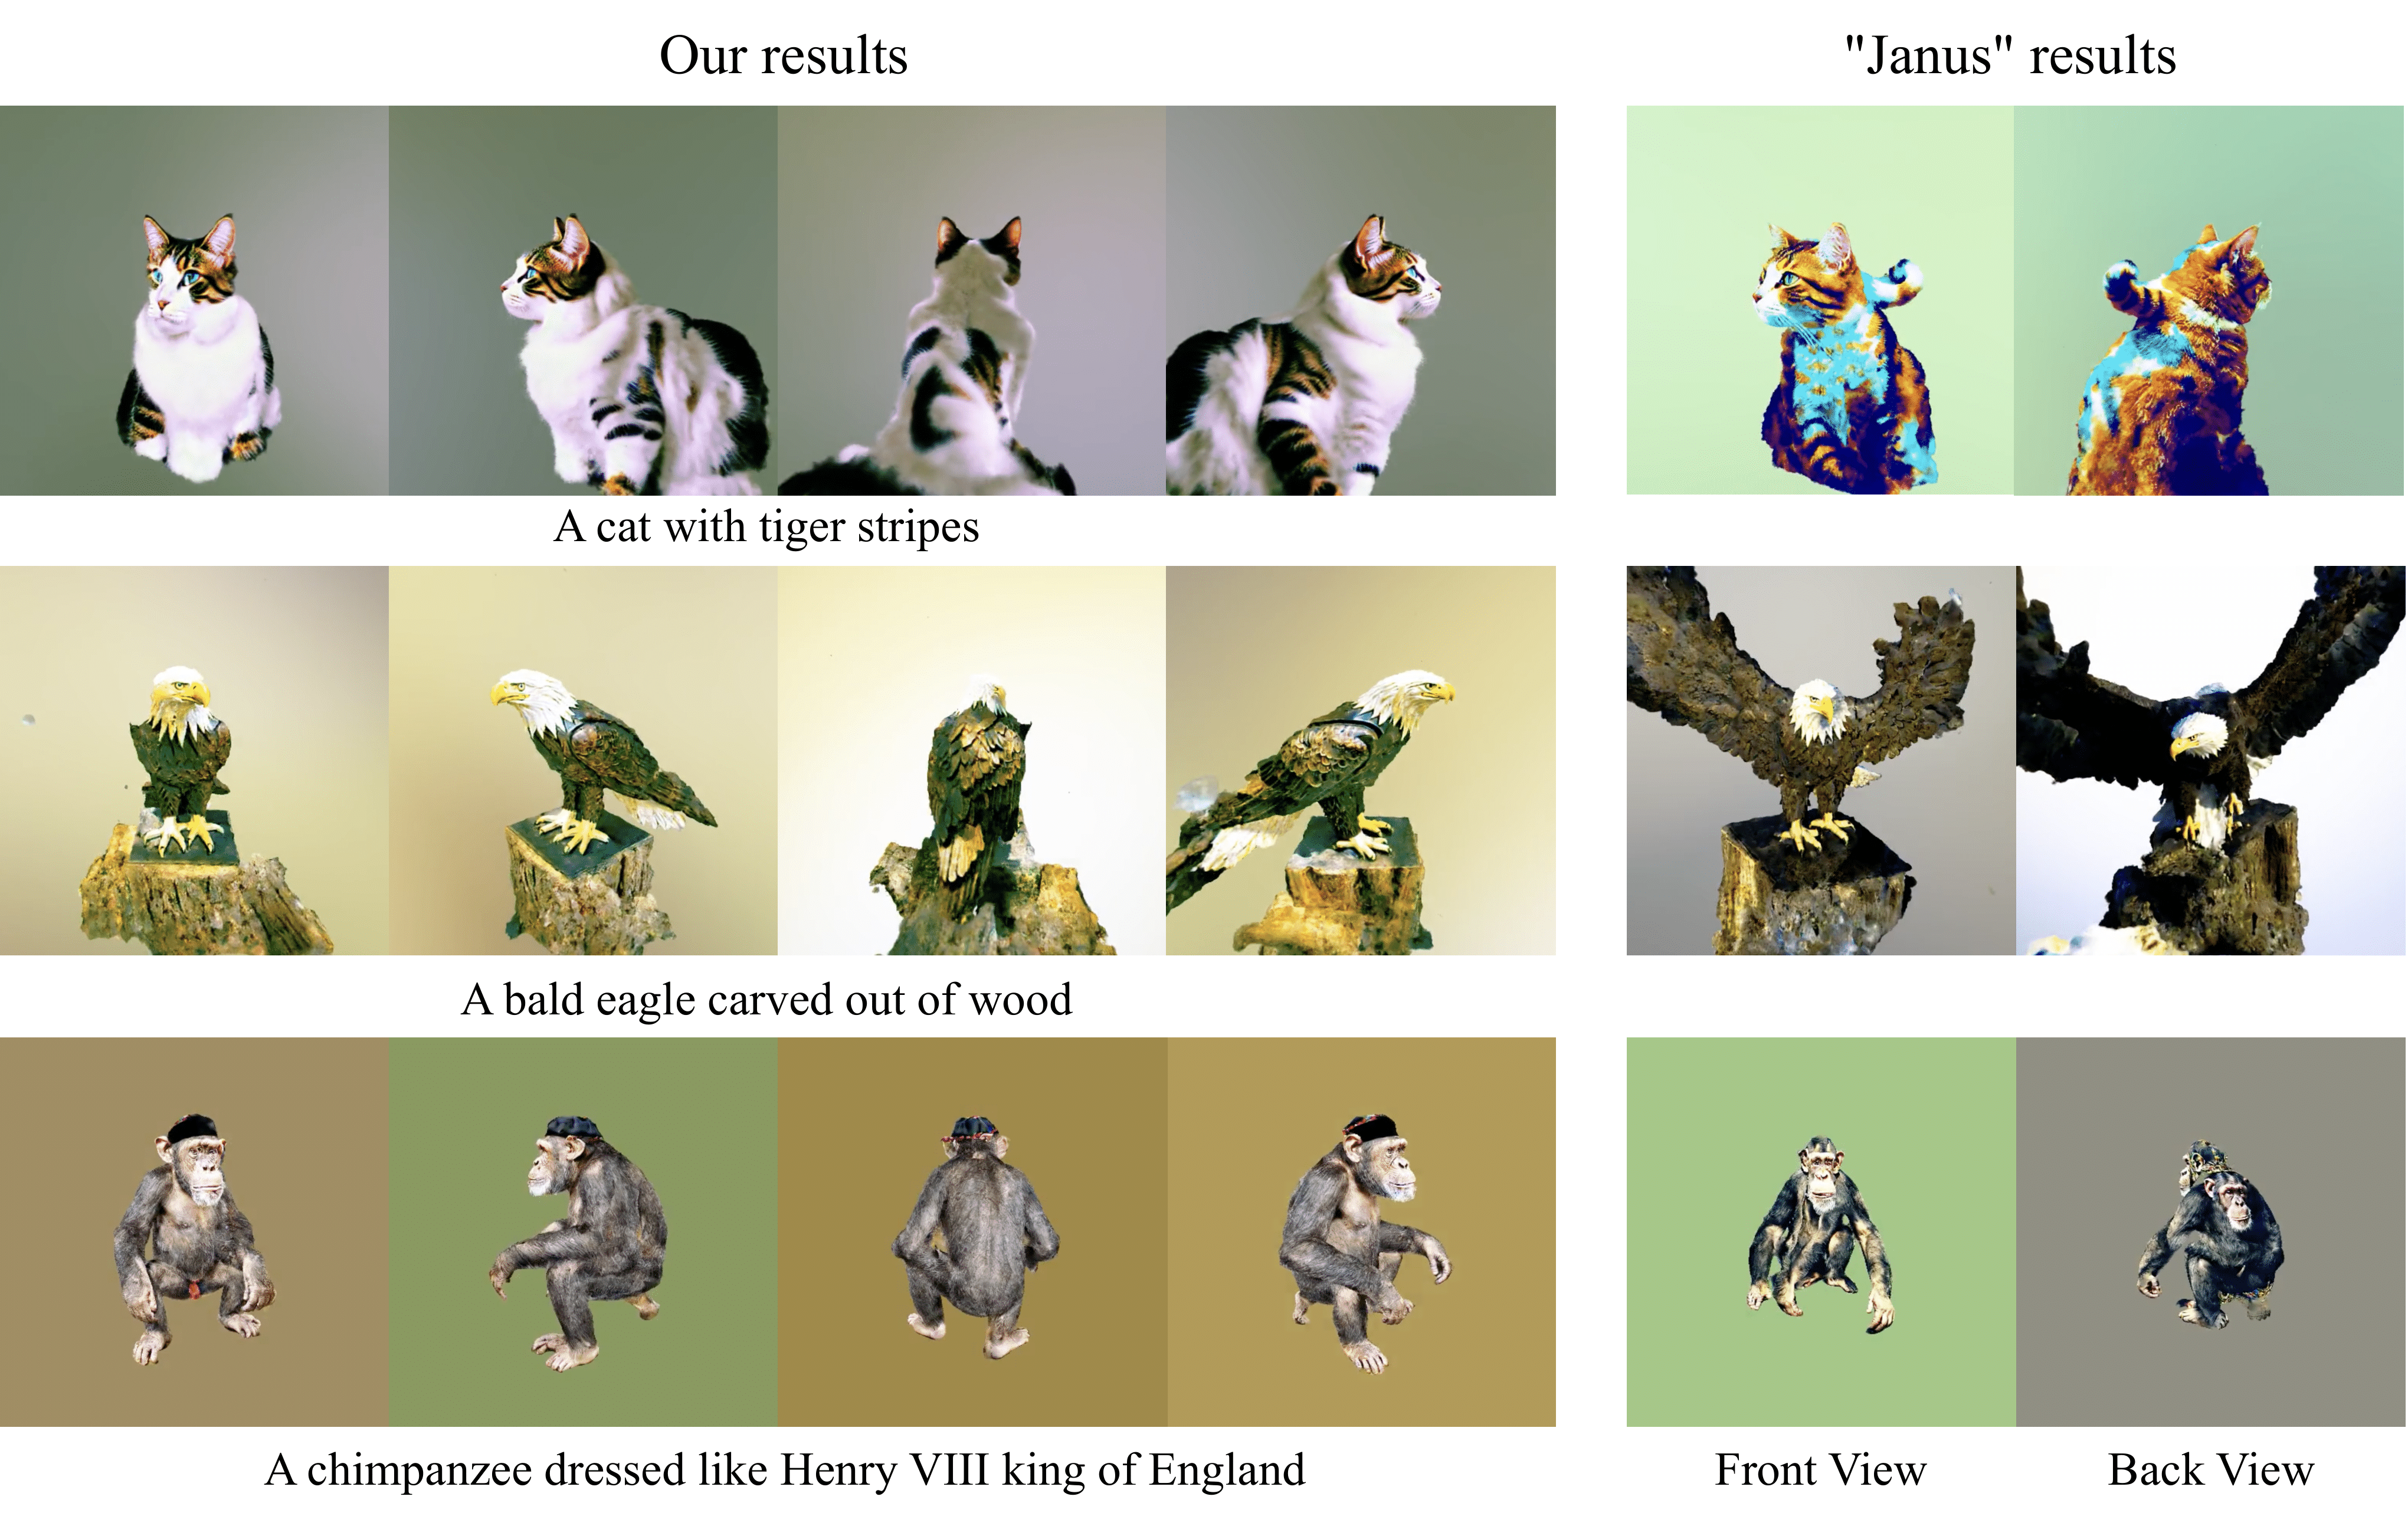 Our results
"Janus" results
A cat with tiger stripes
A bald eagle carved out of wood
A chimpanzee dressed like Henry VIII king of England
Front View
Back View